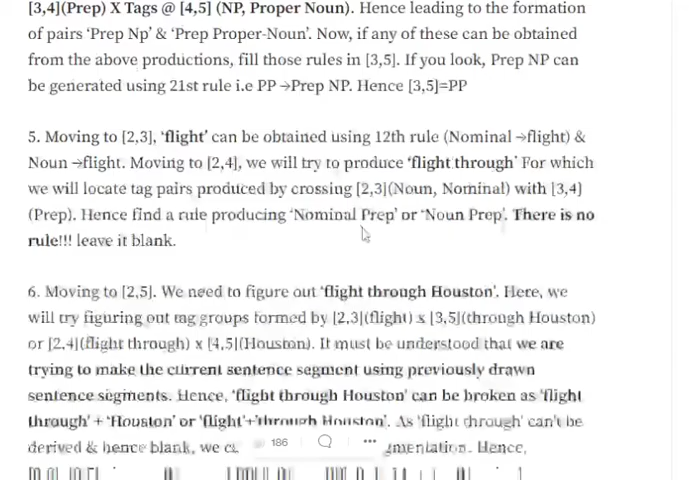 [3,4](Prep) X Tags @ [4,5] (NP, Proper Noun). Hence leading to the formation
of pairs ‘Prep Np’ & ‘Prep Proper-Noun’. Now, if any of these can be obtained
from the above productions, fill those rules in [3,5]. If you look, Prep NP can
be generated using 21st rule i.e PP →Prep NP. Hence [3,5]=PP
5. Moving to [2,3], ‘flight’ can be obtained using 12th rule (Nominal →flight) &
Noun →flight. Moving to [2,4], we will try to produce ‘flight through’ For which
we will locate tag pairs produced by crossing [2,3](Noun, Nominal) with [3,4]
(Prep). Hence find a rule producing ‘Nominal Prep’ or ‘Noun Prep’. There is no
rule!!! leave it blank.
6. Moving to [2,5]. We need to figure out ‘flight through Houston’. Here, we
will try figuring out tag groups formed by [2,3](flight) x [3,5](through Houston)
or [2,4](flight through) x [4,5](Houston). It must be understood that we are
trying to make the current sentence segment using previously drawn
sentence segments. Hence, ‘flight through Houston’ can be broken as ‘flight
through’ + ‘Houston’ or ‘flight’+‘through Houston’. As ‘flight through’ can’t be
derived & hence blank, we 186 Hence,